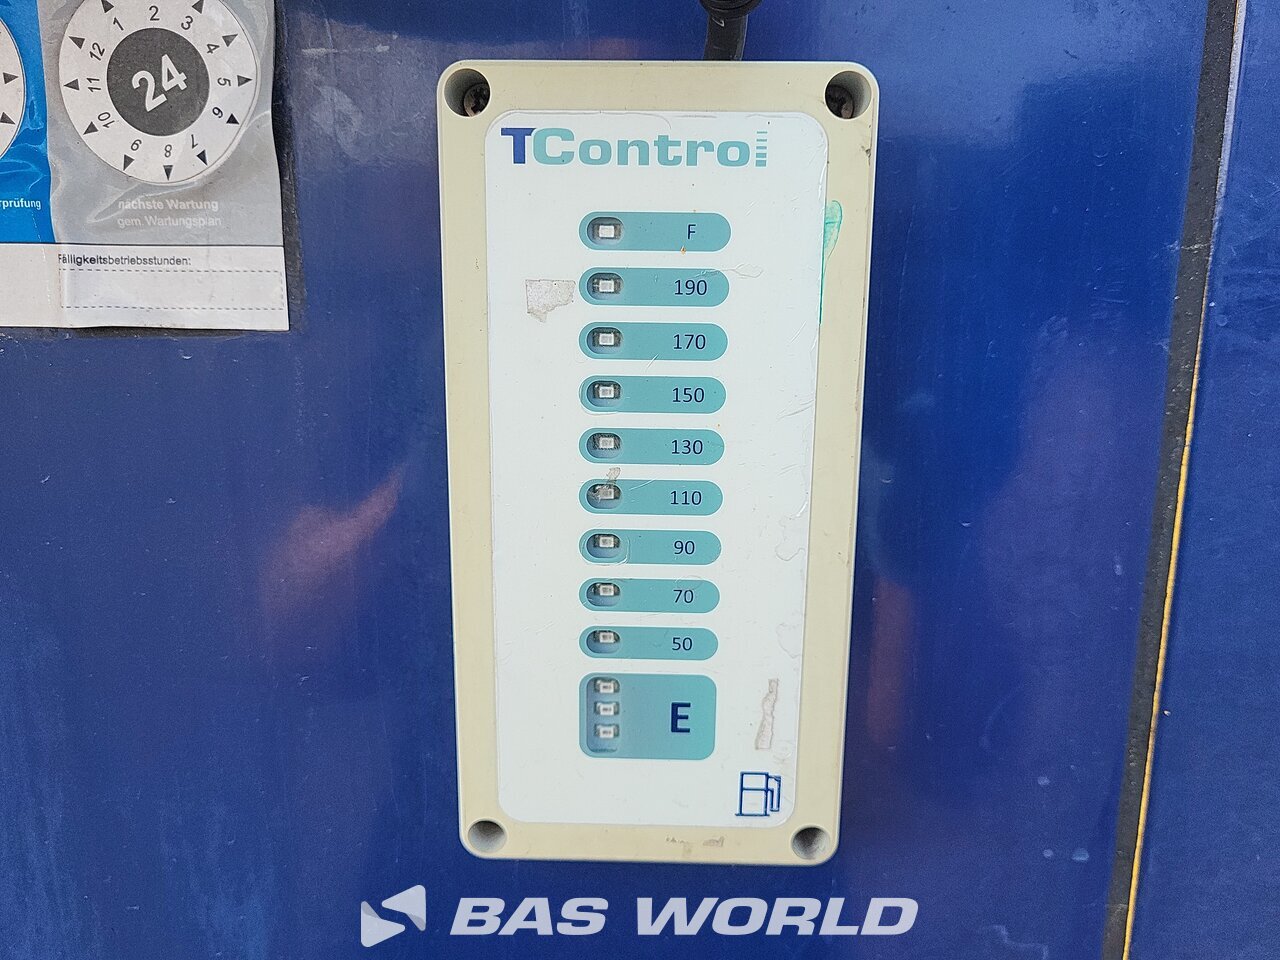 1 2 3 4 5 6 7 8 9 10 11 12
24
rprüfung
nächste Wartung
gem. Wartungsplan
Fälligkeitsbetriebsstunden:
TControl
F
190
170
150
130
110
90
70
50
E
BAS WORLD